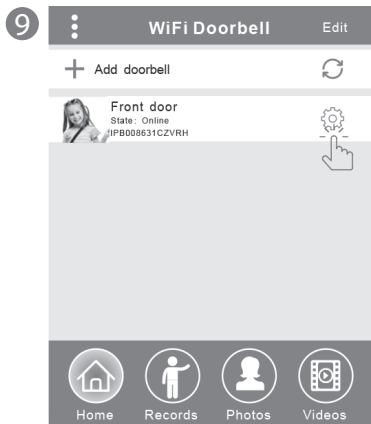 9
WiFi Doorbell Edit
Add doorbell
Front door
State: Online
IPB008631CZVRH
Home Records Photos Videos